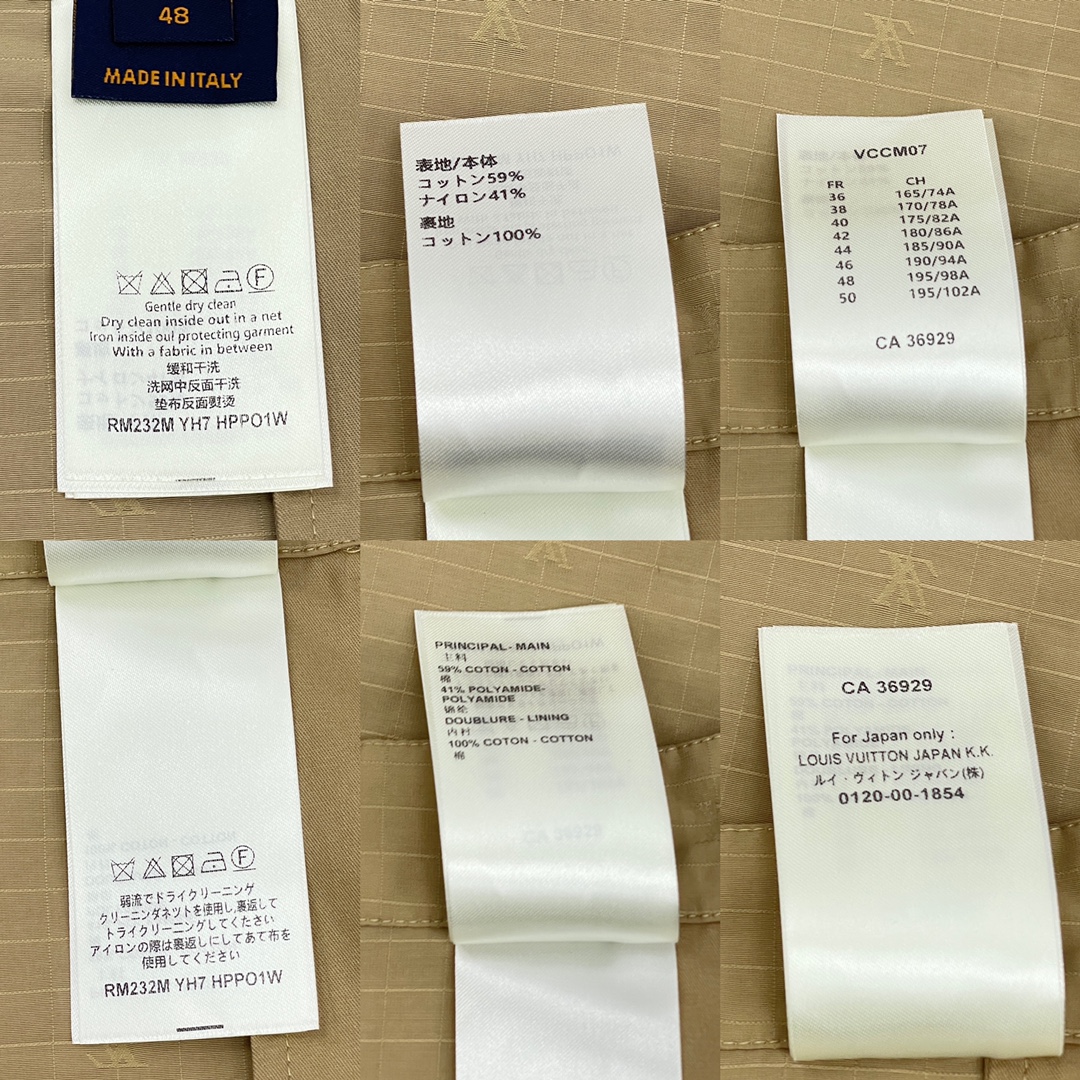 48
MADE IN ITALY
Gentle dry clean
Dry clean inside out in a net
Iron inside out protecting garment
With a fabric in between
缓和干洗
洗网中反面干洗
垫布反面熨烫
RM232M YH7 HPPO1W
表地/本体
コットン59%
ナイロン41%
裏地
コットン100%
VCCM07
FR CH
36 165/74A
38 170/78A
40 175/82A
42 180/86A
44 185/90A
46 190/94A
48 195/98A
50 195/102A
CA 36929
弱流でドライクリーニング
クリーニングネットを使用し,裏返して
トライクリーニングしてください
アイロンの際は裏返しにしてあて布を
使用してください
RM232M YH7 HPPO1W
PRINCIPAL - MAIN
主料
59% COTON - COTTON
棉
41% POLYAMIDE-
POLYAMIDE
锦纶
DOUBLURE - LINING
内衬
100% COTON - COTTON
棉
CA 36929
For Japan only :
LOUIS VUITTON JAPAN K.K.
ルイ・ヴィトン ジャパン(株)
0120-00-1854